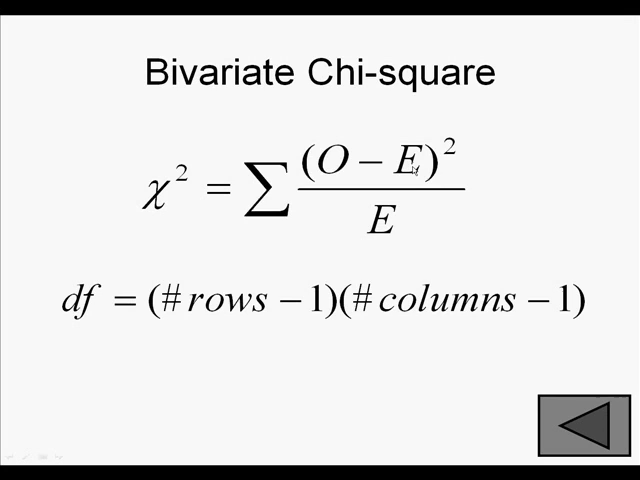 Bivariate Chi-square
χ² = ∑ (O − E)² / E
df = (# rows − 1)(# columns − 1)